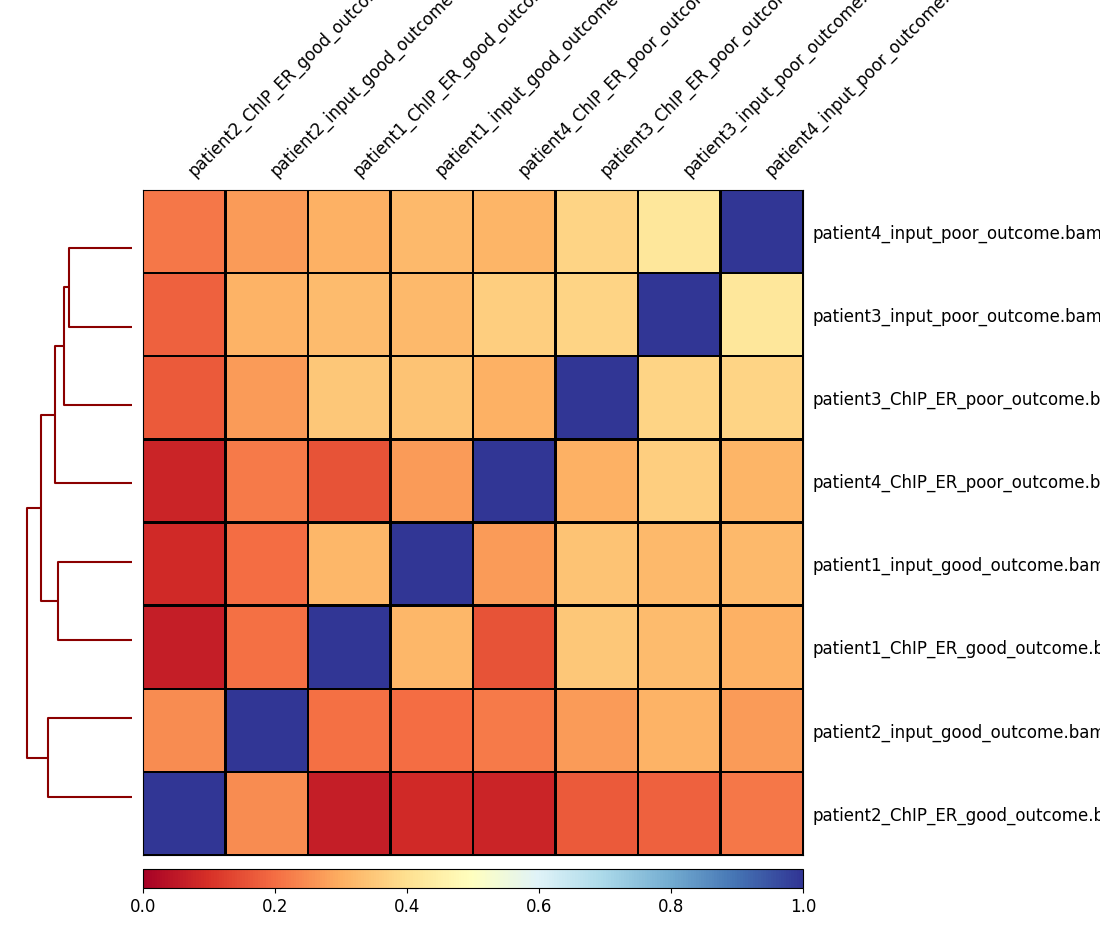 patient2_ChIP_ER_good_outco
patient2_input_good_outcome
patient1_ChIP_ER_good_outco
patient1_input_good_outcome
patient4_ChIP_ER_poor_outco
patient3_ChIP_ER_poor_outco
patient3_input_poor_outcome.
patient4_input_poor_outcome.
patient4_input_poor_outcome.bam
patient3_input_poor_outcome.bam
patient3_ChIP_ER_poor_outcome.b
patient4_ChIP_ER_poor_outcome.b
patient1_input_good_outcome.bam
patient1_ChIP_ER_good_outcome.b
patient2_input_good_outcome.bam
patient2_ChIP_ER_good_outcome.b
0.0 0.2 0.4 0.6 0.8 1.0